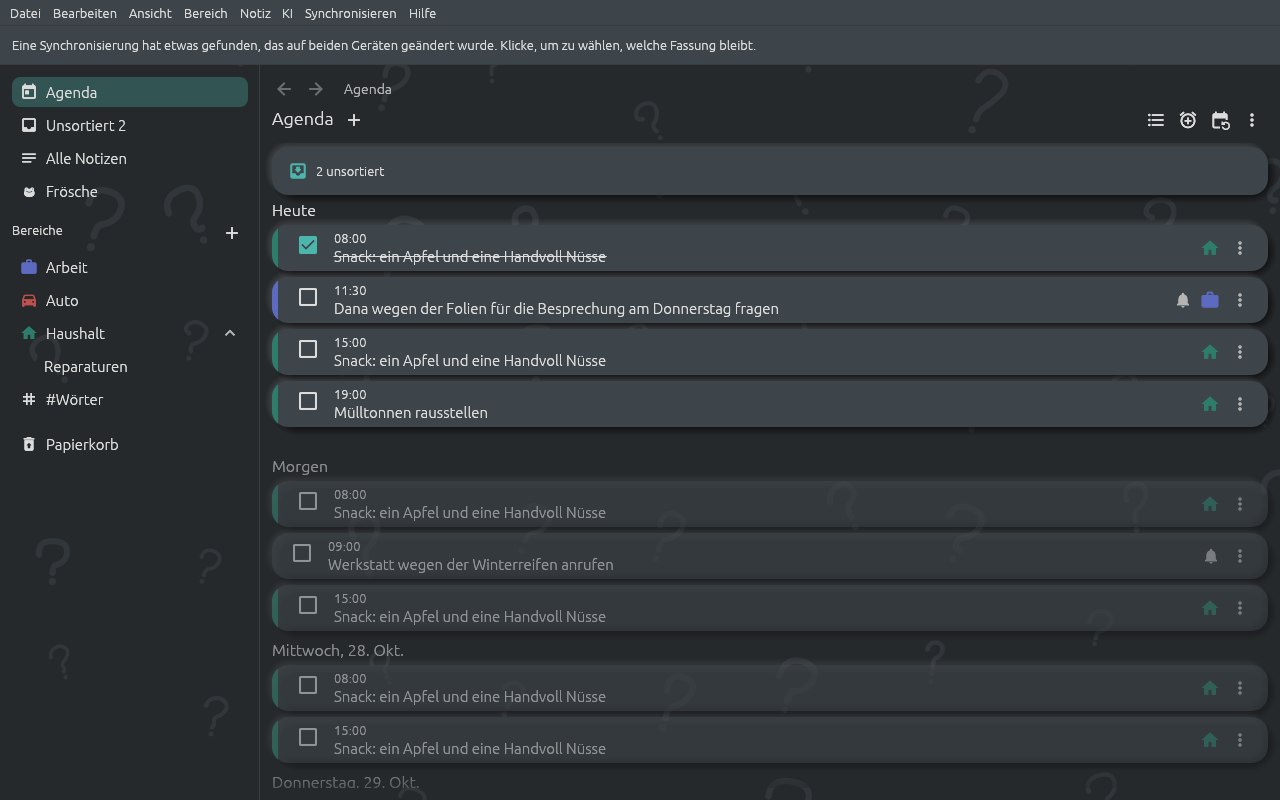 Datei Bearbeiten Ansicht Bereich Notiz KI Synchronisieren Hilfe
Eine Synchronisierung hat etwas gefunden, das auf beiden Geräten geändert wurde. Klicke, um zu wählen, welche Fassung bleibt.
Agenda
Unsortiert 2
Alle Notizen
Frösche
Bereiche
Arbeit
Auto
Haushalt
Reparaturen
#Wörter
Papierkorb
Agenda
Agenda
2 unsortiert
Heute
08:00
Snack: ein Apfel und eine Handvoll Nüsse
11:30
Dana wegen der Folien für die Besprechung am Donnerstag fragen
15:00
Snack: ein Apfel und eine Handvoll Nüsse
19:00
Mülltonnen rausstellen
Morgen
08:00
Snack: ein Apfel und eine Handvoll Nüsse
09:00
Werkstatt wegen der Winterreifen anrufen
15:00
Snack: ein Apfel und eine Handvoll Nüsse
Mittwoch, 28. Okt.
08:00
Snack: ein Apfel und eine Handvoll Nüsse
15:00
Snack: ein Apfel und eine Handvoll Nüsse
Donnerstag, 29. Okt.